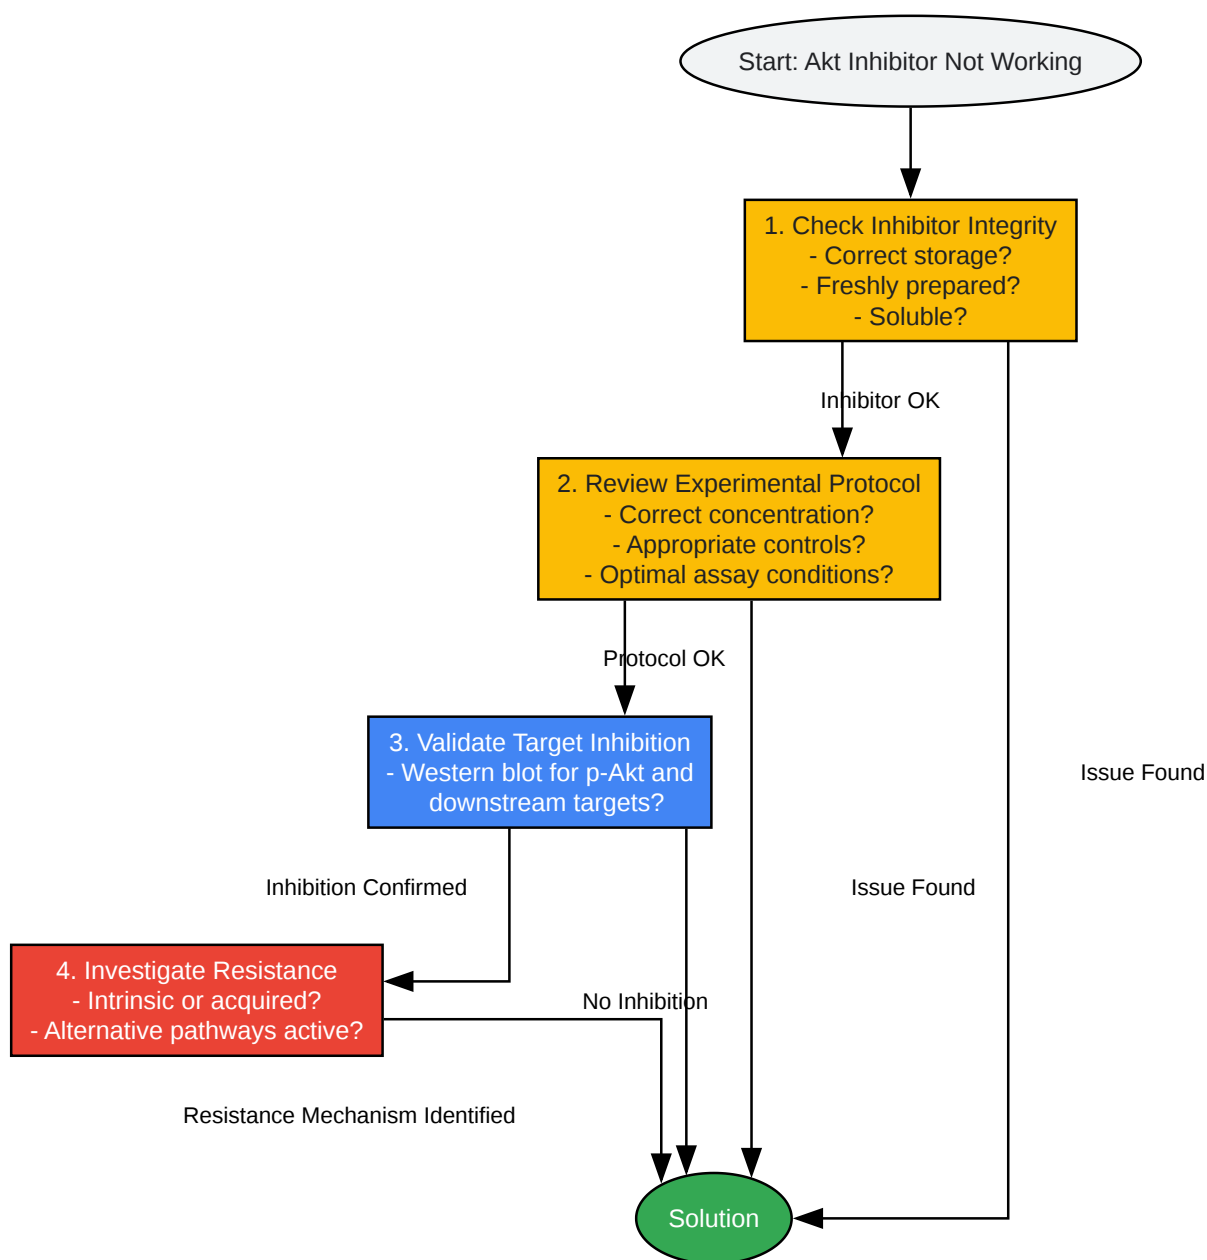 Start: Akt Inhibitor Not Working
1. Check Inhibitor Integrity
- Correct storage?
- Freshly prepared?
- Soluble?
Inhibitor OK
2. Review Experimental Protocol
- Correct concentration?
- Appropriate controls?
- Optimal assay conditions?
Protocol OK
3. Validate Target Inhibition
- Western blot for p-Akt and
downstream targets?
Issue Found
Inhibition Confirmed
Issue Found
4. Investigate Resistance
- Intrinsic or acquired?
- Alternative pathways active?
No Inhibition
Resistance Mechanism Identified
Solution